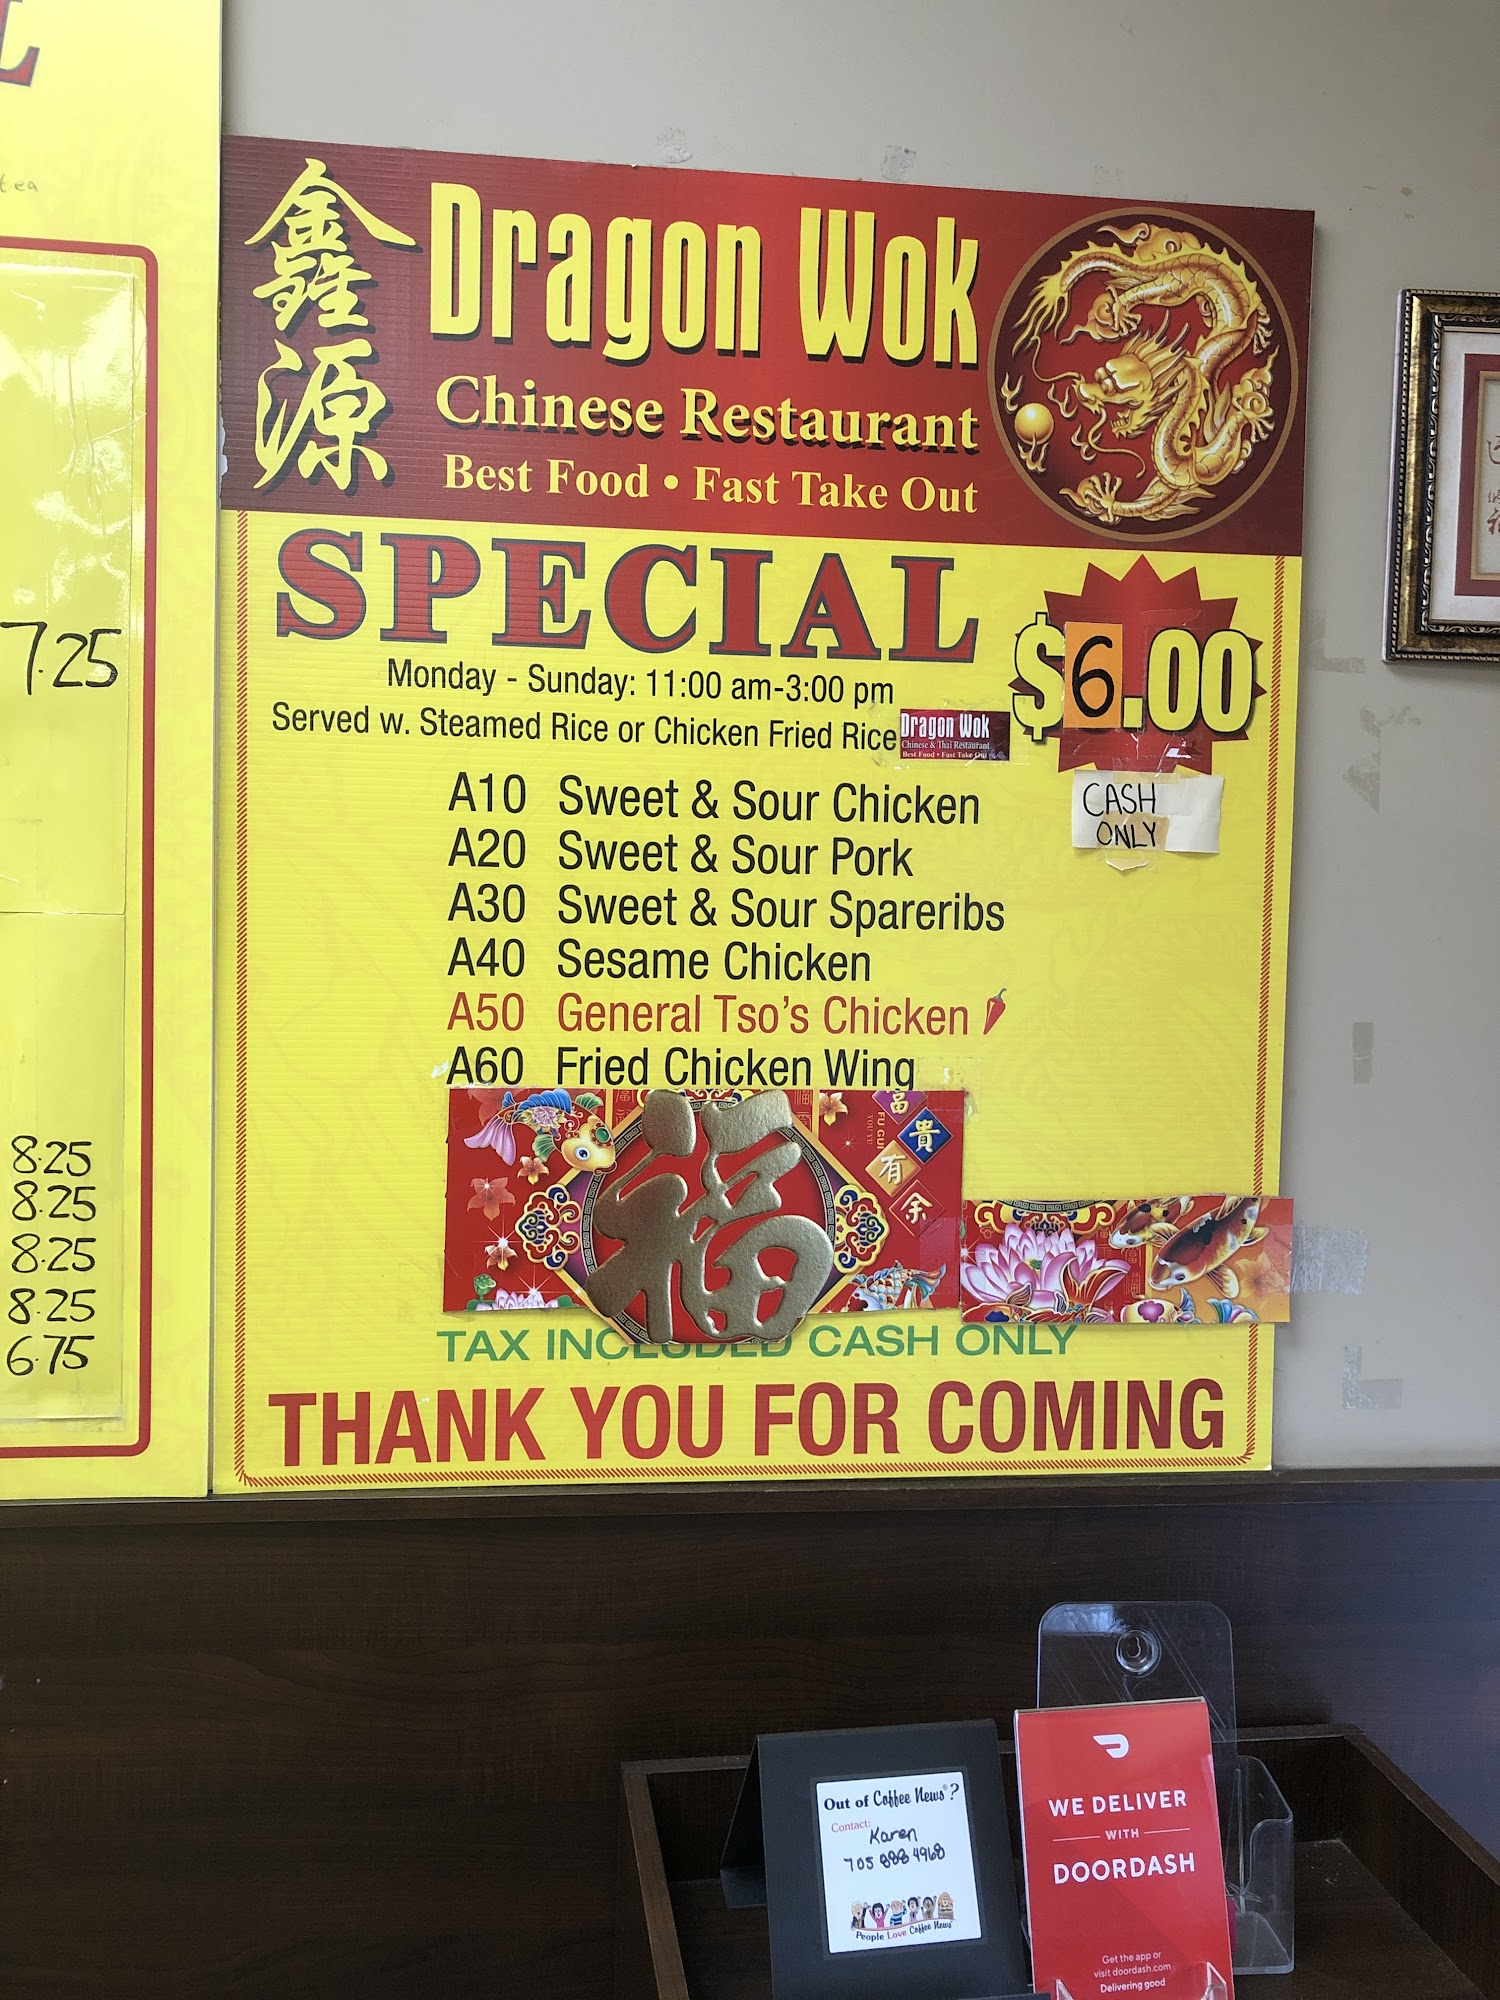 L
tea
7.25
8.25
8.25
8.25
8.25
6.75
鑫源
Dragon Wok
Chinese Restaurant
Best Food • Fast Take Out
SPECIAL
$6.00
Monday - Sunday: 11:00 am-3:00 pm
Served w. Steamed Rice or Chicken Fried Rice
Dragon Wok
Chinese & Thai Restaurant
Best Food • Fast Take Out
CASH
ONLY
A10 Sweet & Sour Chicken
A20 Sweet & Sour Pork
A30 Sweet & Sour Spareribs
A40 Sesame Chicken
A50 General Tso's Chicken
A60 Fried Chicken Wing
福
富貴有余
FU GUI
YOU YU
TAX INCLUDED CASH ONLY
THANK YOU FOR COMING
Out of Coffee News®?
Contact:
Karen
705 888 4968
People Love Coffee News®
WE DELIVER
WITH
DOORDASH
Get the app or
visit doordash.com
Delivering good